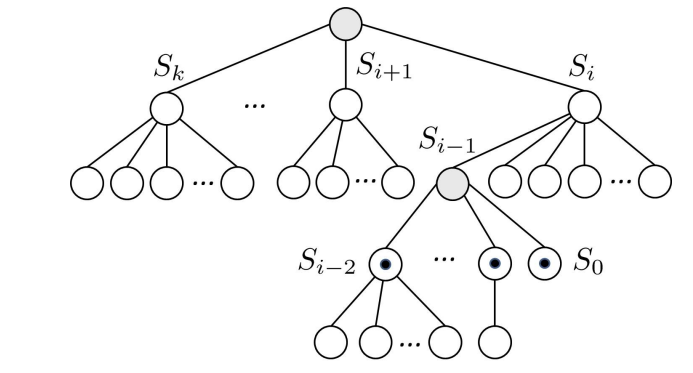 S_k ... S_{i+1} S_i
S_{i-1}
... ... ...
S_{i-2} ... S_0
...